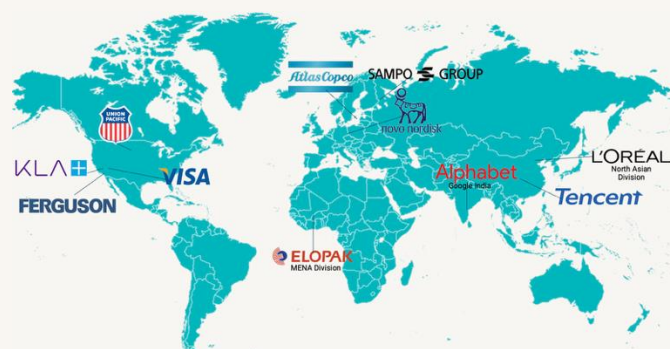 Atlas Copco
SAMPO GROUP
UNION
PACIFIC
novo nordisk
L'ORÉAL
North Asian
Division
KLA
VISA
Alphabet
Google India
Tencent
FERGUSON
ELOPAK
MENA Division